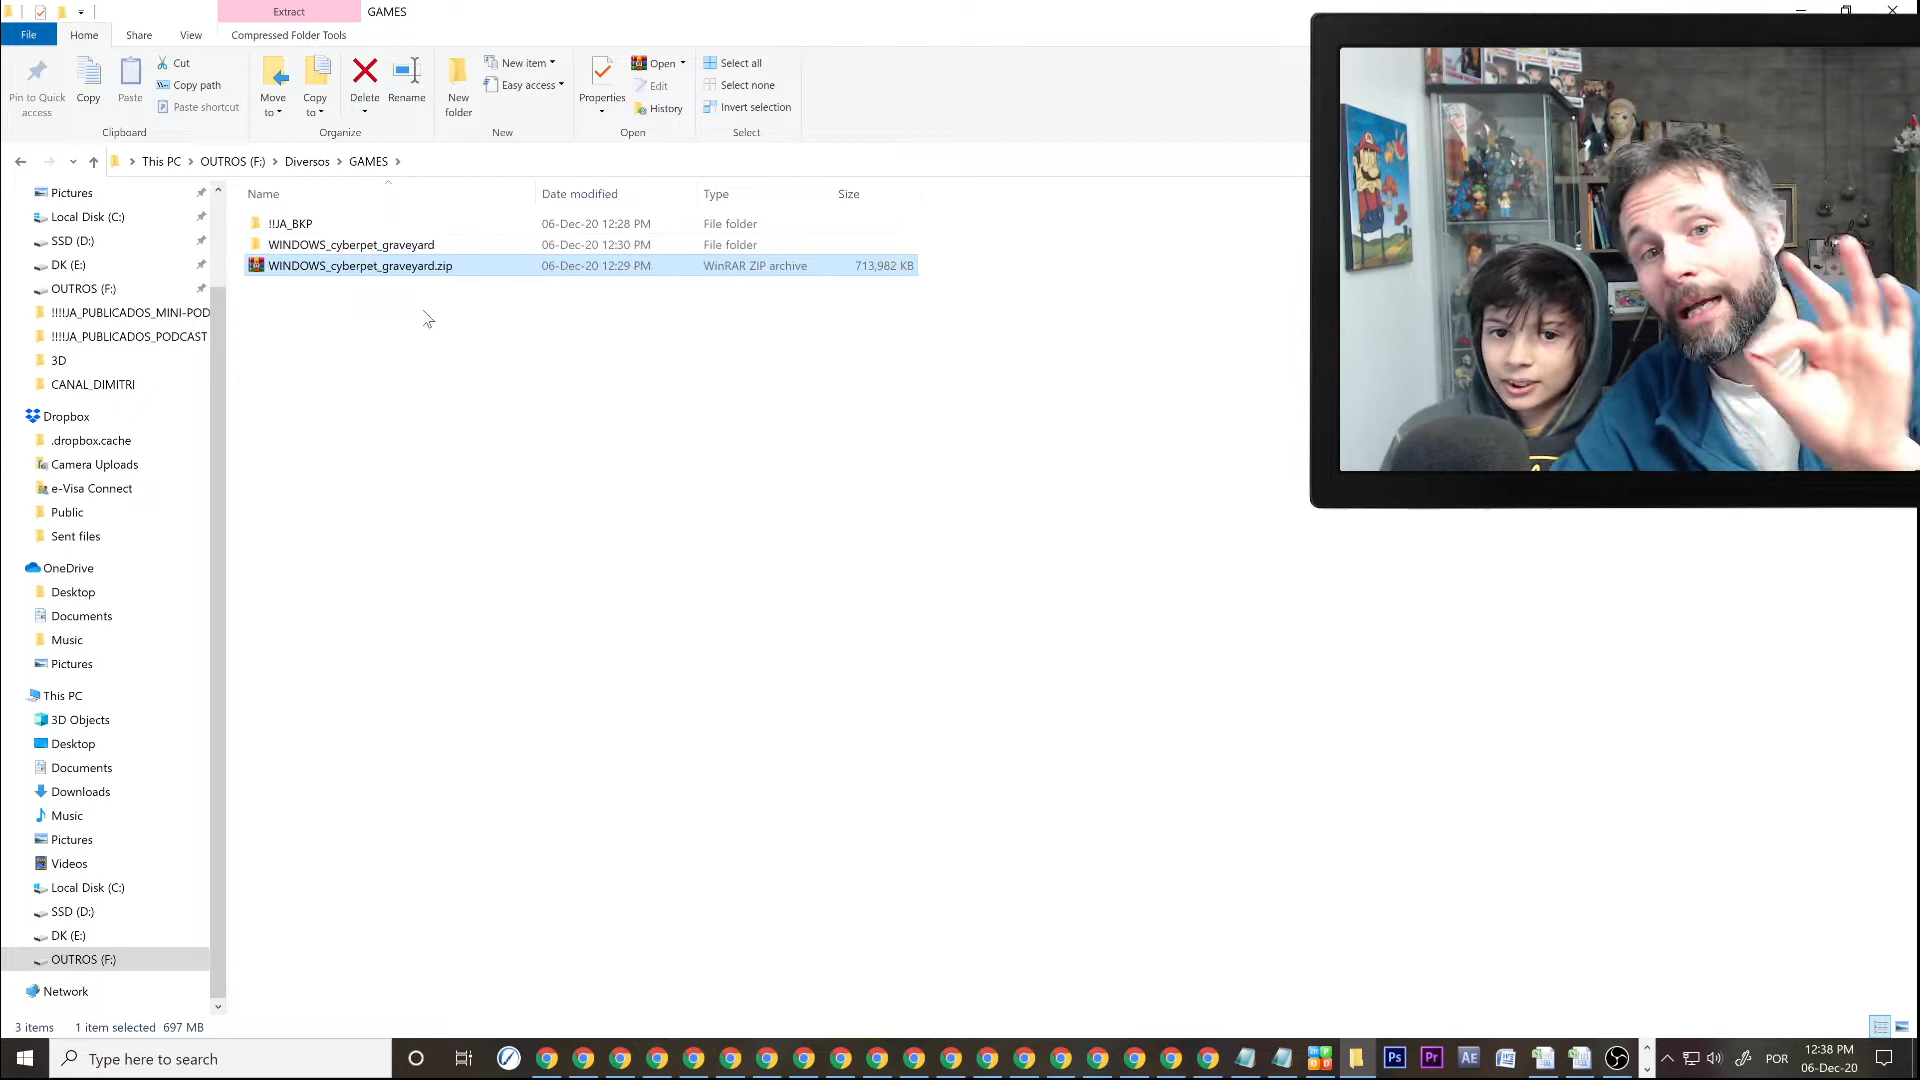 Extract
GAMES
File
Home
Share
View
Compressed Folder Tools
Pin to Quick access
Copy
Paste
Cut
Copy path
Paste shortcut
Clipboard
Move to
Copy to
Delete
Rename
Organize
New folder
New item
Easy access
New
Properties
Open
Edit
History
Open
Select all
Select none
Invert selection
Select
This PC
OUTROS (F:)
Diversos
GAMES
Name
Date modified
Type
Size
!!JA_BKP 06-Dec-20 12:28 PM File folder
WINDOWS_cyberpet_graveyard 06-Dec-20 12:30 PM File folder
WINDOWS_cyberpet_graveyard.zip 06-Dec-20 12:29 PM WinRAR ZIP archive 713,982 KB
Pictures
Local Disk (C:)
SSD (D:)
DK (E:)
OUTROS (F:)
!!!!JA_PUBLICADOS_MINI-POD
!!!!JA_PUBLICADOS_PODCAST
3D
CANAL_DIMITRI
Dropbox
.dropbox.cache
Camera Uploads
e-Visa Connect
Public
Sent files
OneDrive
Desktop
Documents
Music
Pictures
This PC
3D Objects
Desktop
Documents
Downloads
Music
Pictures
Videos
Local Disk (C:)
SSD (D:)
DK (E:)
OUTROS (F:)
Network
3 items 1 item selected 697 MB
Type here to search
Ps
Pr
AE
POR
12:38 PM
06-Dec-20